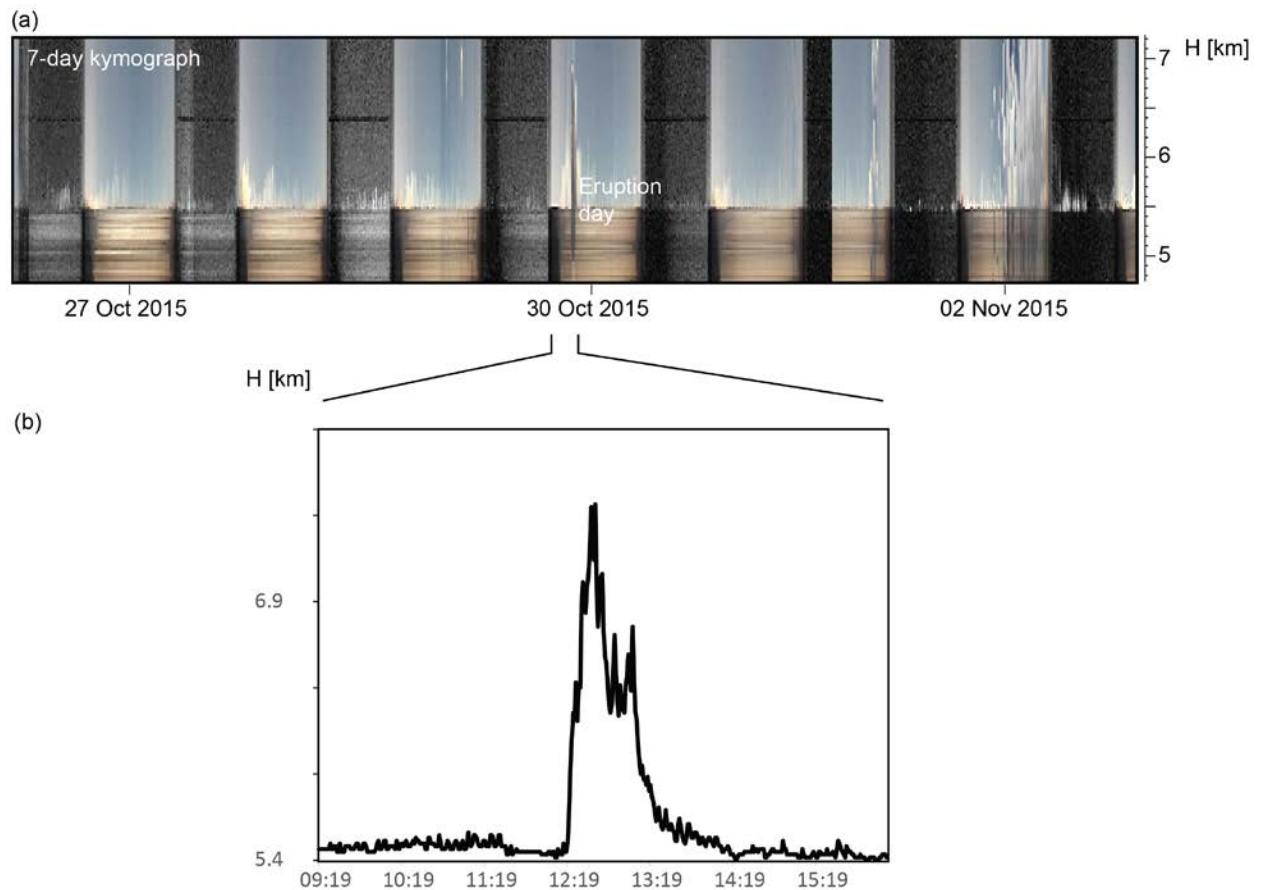 (a)
7-day kymograph
H [km]
7
6
5
Eruption
day
27 Oct 2015
30 Oct 2015
02 Nov 2015
H [km]
(b)
6.9
5.4
09:19
10:19
11:19
12:19
13:19
14:19
15:19